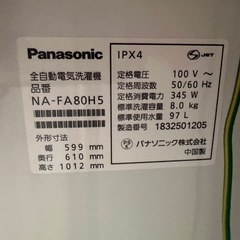 Panasonic
全自動電気洗濯機
品番
NA-FA80H5
外形寸法
幅 599 mm
奥行 610 mm
高さ 1012 mm
IPX4
S JET
定格電圧 100 V ～
定格周波数 50/60 Hz
定格消費電力 345 W
標準洗濯容量 8.0 kg
標準使用水量 97 L
製造番号 1832501205
パナソニック株式会社
中国製